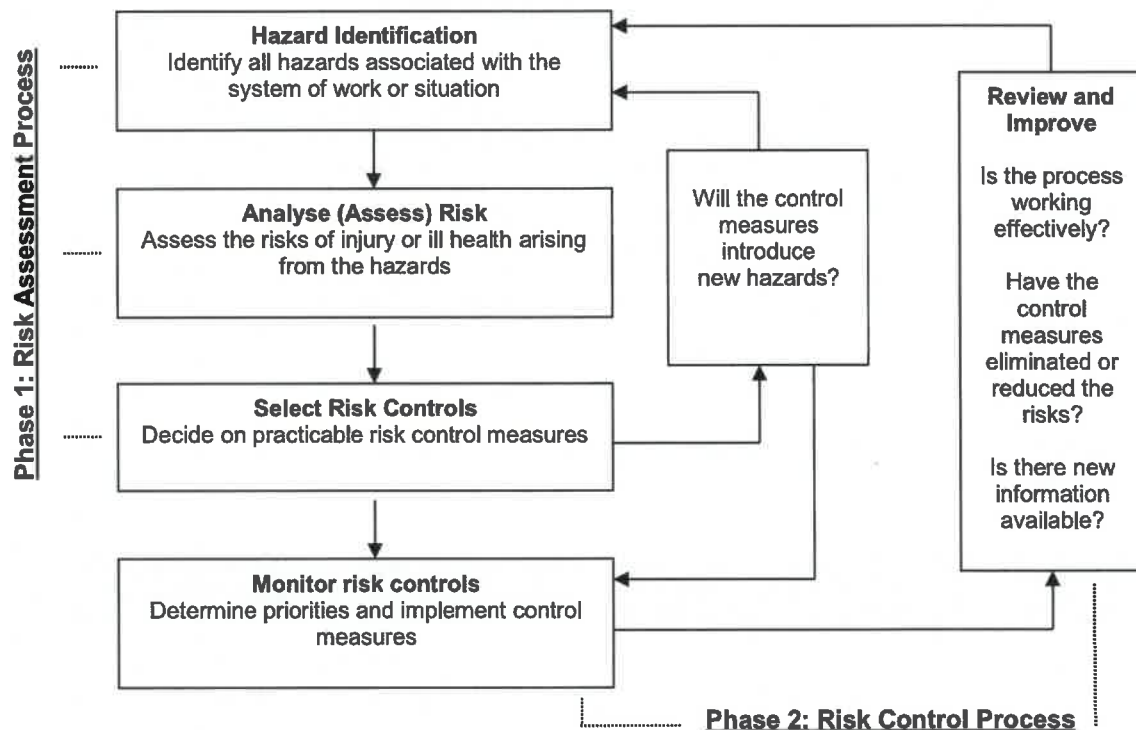 Phase 1: Risk Assessment Process
Hazard Identification
Identify all hazards associated with the
system of work or situation
Analyse (Assess) Risk
Assess the risks of injury or ill health arising
from the hazards
Select Risk Controls
Decide on practicable risk control measures
Monitor risk controls
Determine priorities and implement control
measures
Will the control
measures
introduce
new hazards?
Review and
Improve
Is the process
working
effectively?
Have the
control
measures
eliminated or
reduced the
risks?
Is there new
information
available?
Phase 2: Risk Control Process